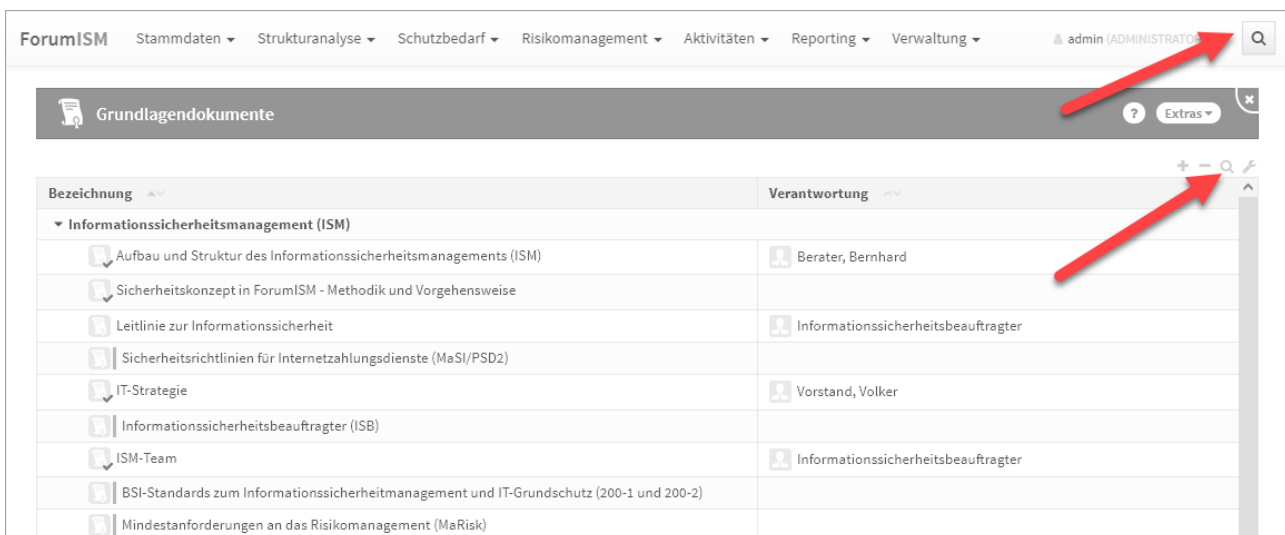 ForumISM Stammdaten Strukturanalyse Schutzbedarf Risikomanagement Aktivitäten Reporting Verwaltung admin
Grundlagendokumente ? Extras
Bezeichnung Verantwortung
Informationssicherheitsmanagement (ISM)
Aufbau und Struktur des Informationssicherheitsmanagements (ISM) Berater, Bernhard
Sicherheitskonzept in ForumISM - Methodik und Vorgehensweise
Leitlinie zur Informationssicherheit Informationssicherheitsbeauftragter
Sicherheitsrichtlinien für Internetzahlungsdienste (MaSI/PSD2)
IT-Strategie Vorstand, Volker
Informationssicherheitsbeauftragter (ISB)
ISM-Team Informationssicherheitsbeauftragter
BSI-Standards zum Informationssicherheitmanagement und IT-Grundschutz (200-1 und 200-2)
Mindestanforderungen an das Risikomanagement (MaRisk)